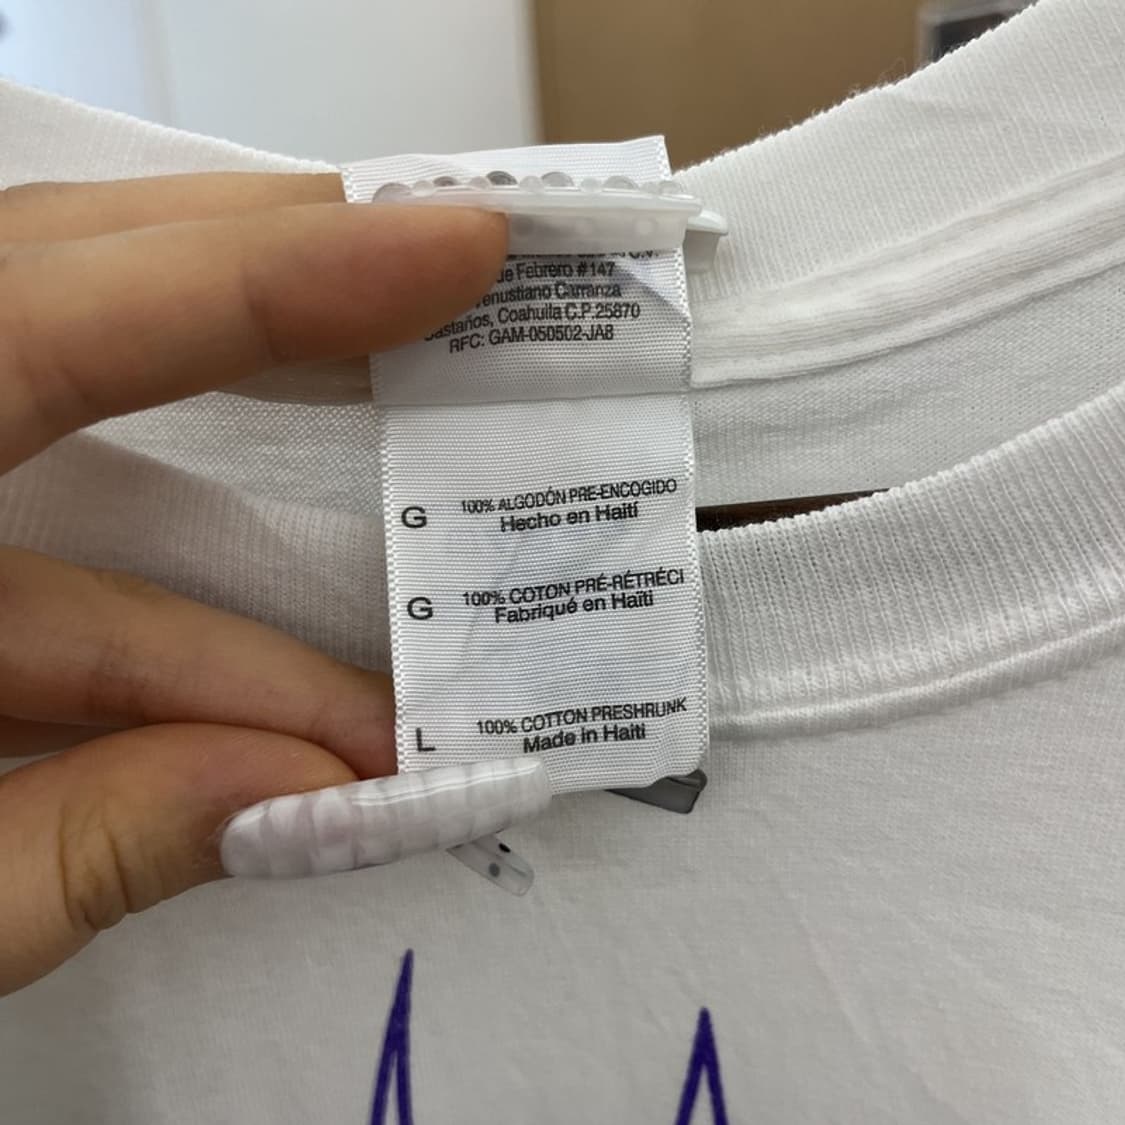 C.V.
de Febrero #147
Venustiano Carranza
Castaños, Coahuila C.P.25870
RFC: GAM-050502-JA8
G 100% ALGODÓN PRE-ENCOGIDO
Hecho en Haití
G 100% COTON PRÉ-RÉTRÉCI
Fabriqué en Haïti
L 100% COTTON PRESHRUNK
Made in Haiti